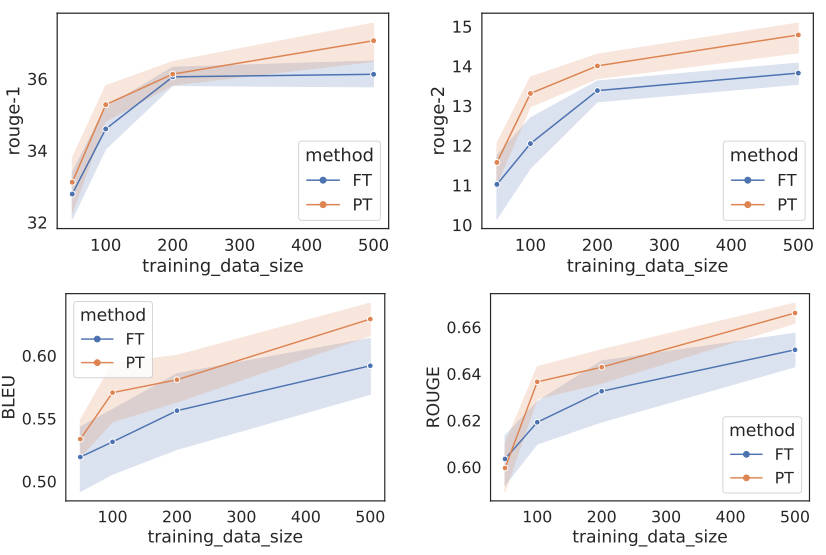 rouge-1
36
34
32
method
FT
PT
100 200 300 400 500
training_data_size
rouge-2
15
14
13
12
11
10
method
FT
PT
100 200 300 400 500
training_data_size
BLEU
0.60
0.55
0.50
method
FT
PT
100 200 300 400 500
training_data_size
ROUGE
0.66
0.64
0.62
0.60
method
FT
PT
100 200 300 400 500
training_data_size